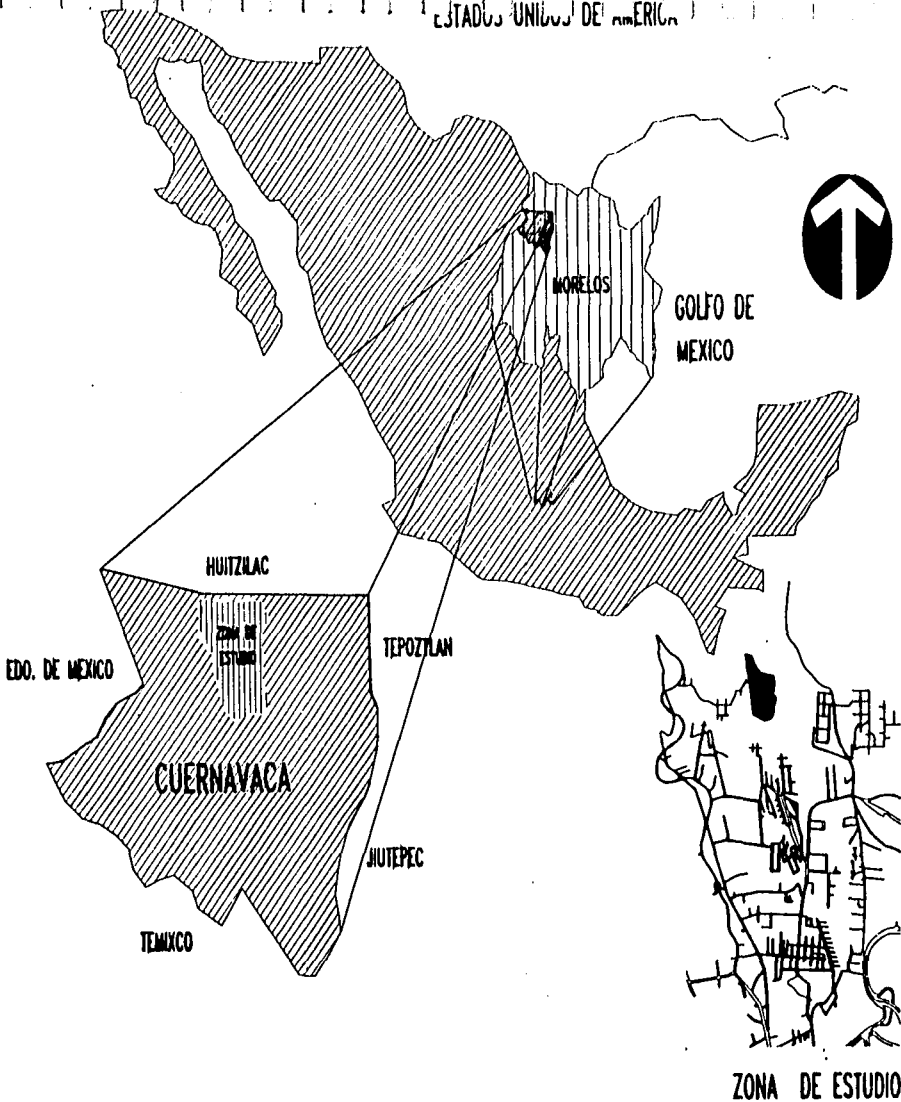 ESTADOS UNIDOS DE AMERICA
MORELOS
GOLFO DE
MEXICO
HUITZILAC
ZONA DE
ESTUDIO
TEPOZTLAN
EDO. DE MEXICO
CUERNAVACA
JIUTEPEC
TEMIXCO
ZONA DE ESTUDIO